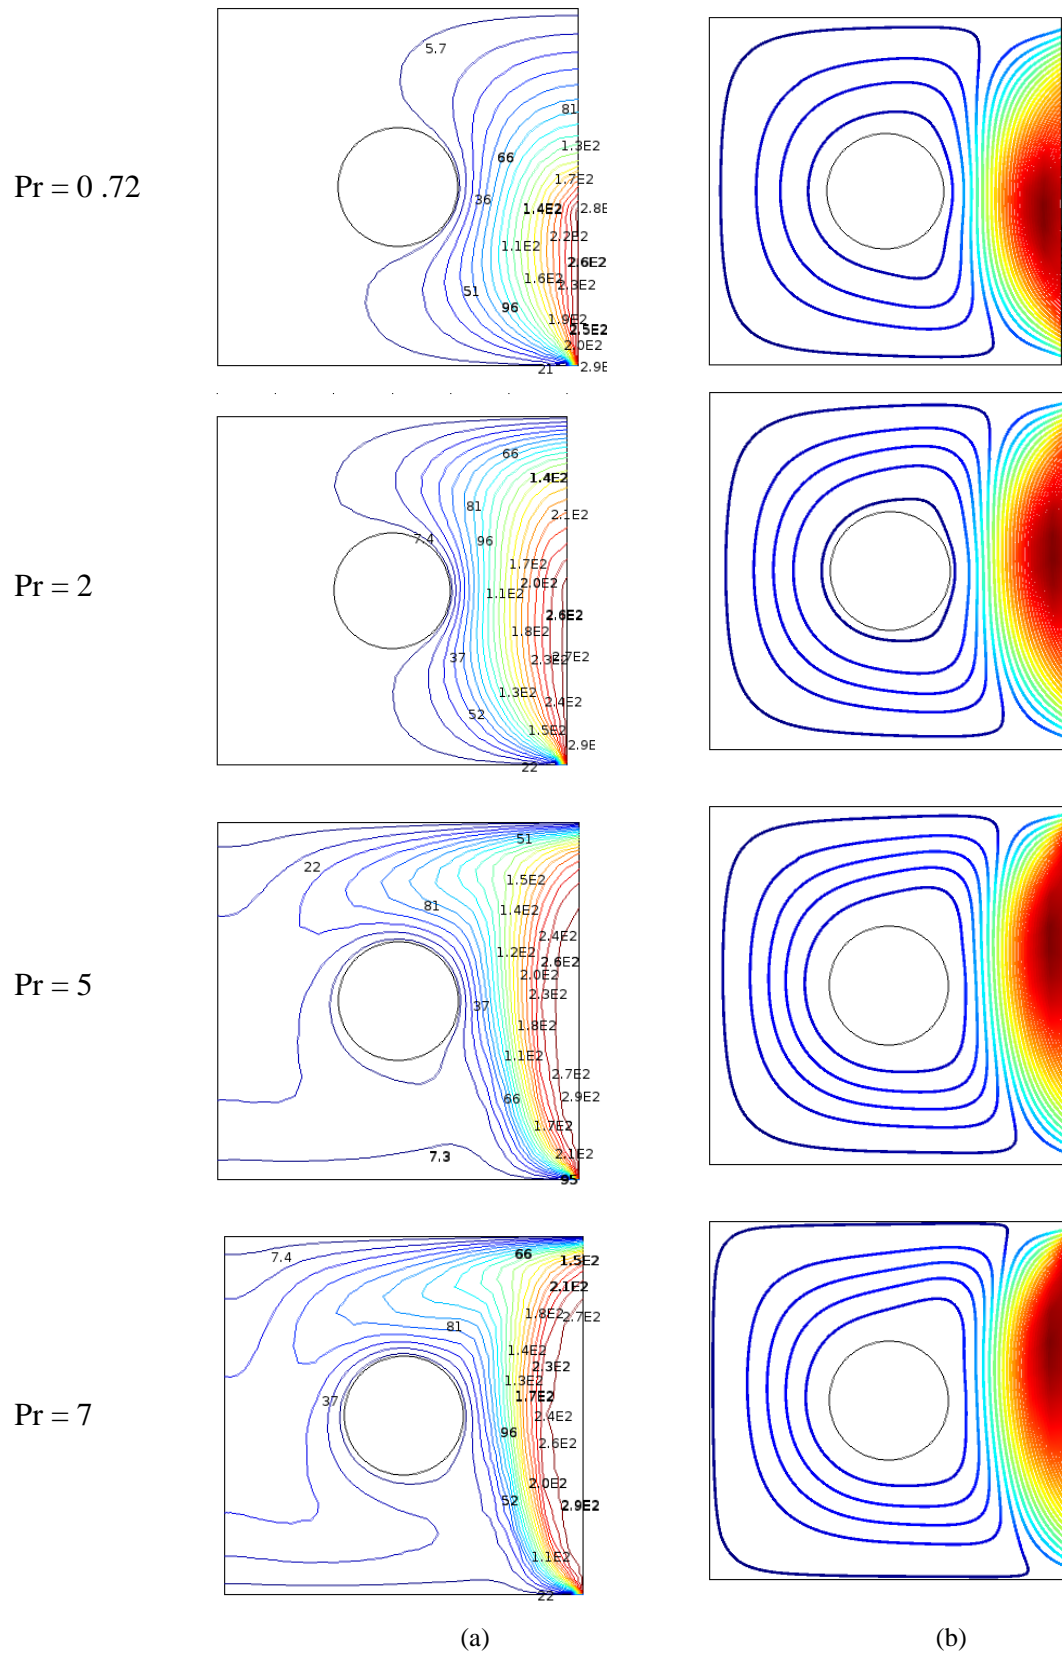 5.7
81
1.3E2
66
1.7E2
36
1.4E2
2.8E
2.2E2
1.1E2
2.6E2
1.6E2
2.3E2
51
96
1.9E2
2.5E2
2.0E2
21
2.9E
Pr = 0 .72
66
1.4E2
81
2.1E2
7.4
96
1.7E2
2.0E2
1.1E2
2.6E2
1.8E2
37
2.3E2
2.7E2
1.3E2
2.4E2
52
1.5E2
2.9E
22
Pr = 2
51
22
1.5E2
81
1.4E2
2.4E2
1.2E2
2.6E2
2.0E2
2.3E2
37
1.8E2
1.1E2
2.7E2
66
2.9E2
1.7E2
7.3
2.1E2
95
Pr = 5
7.4
66
1.5E2
2.1E2
1.8E2
2.7E2
81
1.4E2
2.3E2
1.3E2
37
1.7E2
2.4E2
96
2.6E2
2.0E2
52
2.9E2
1.1E2
22
Pr = 7
(a)
(b)